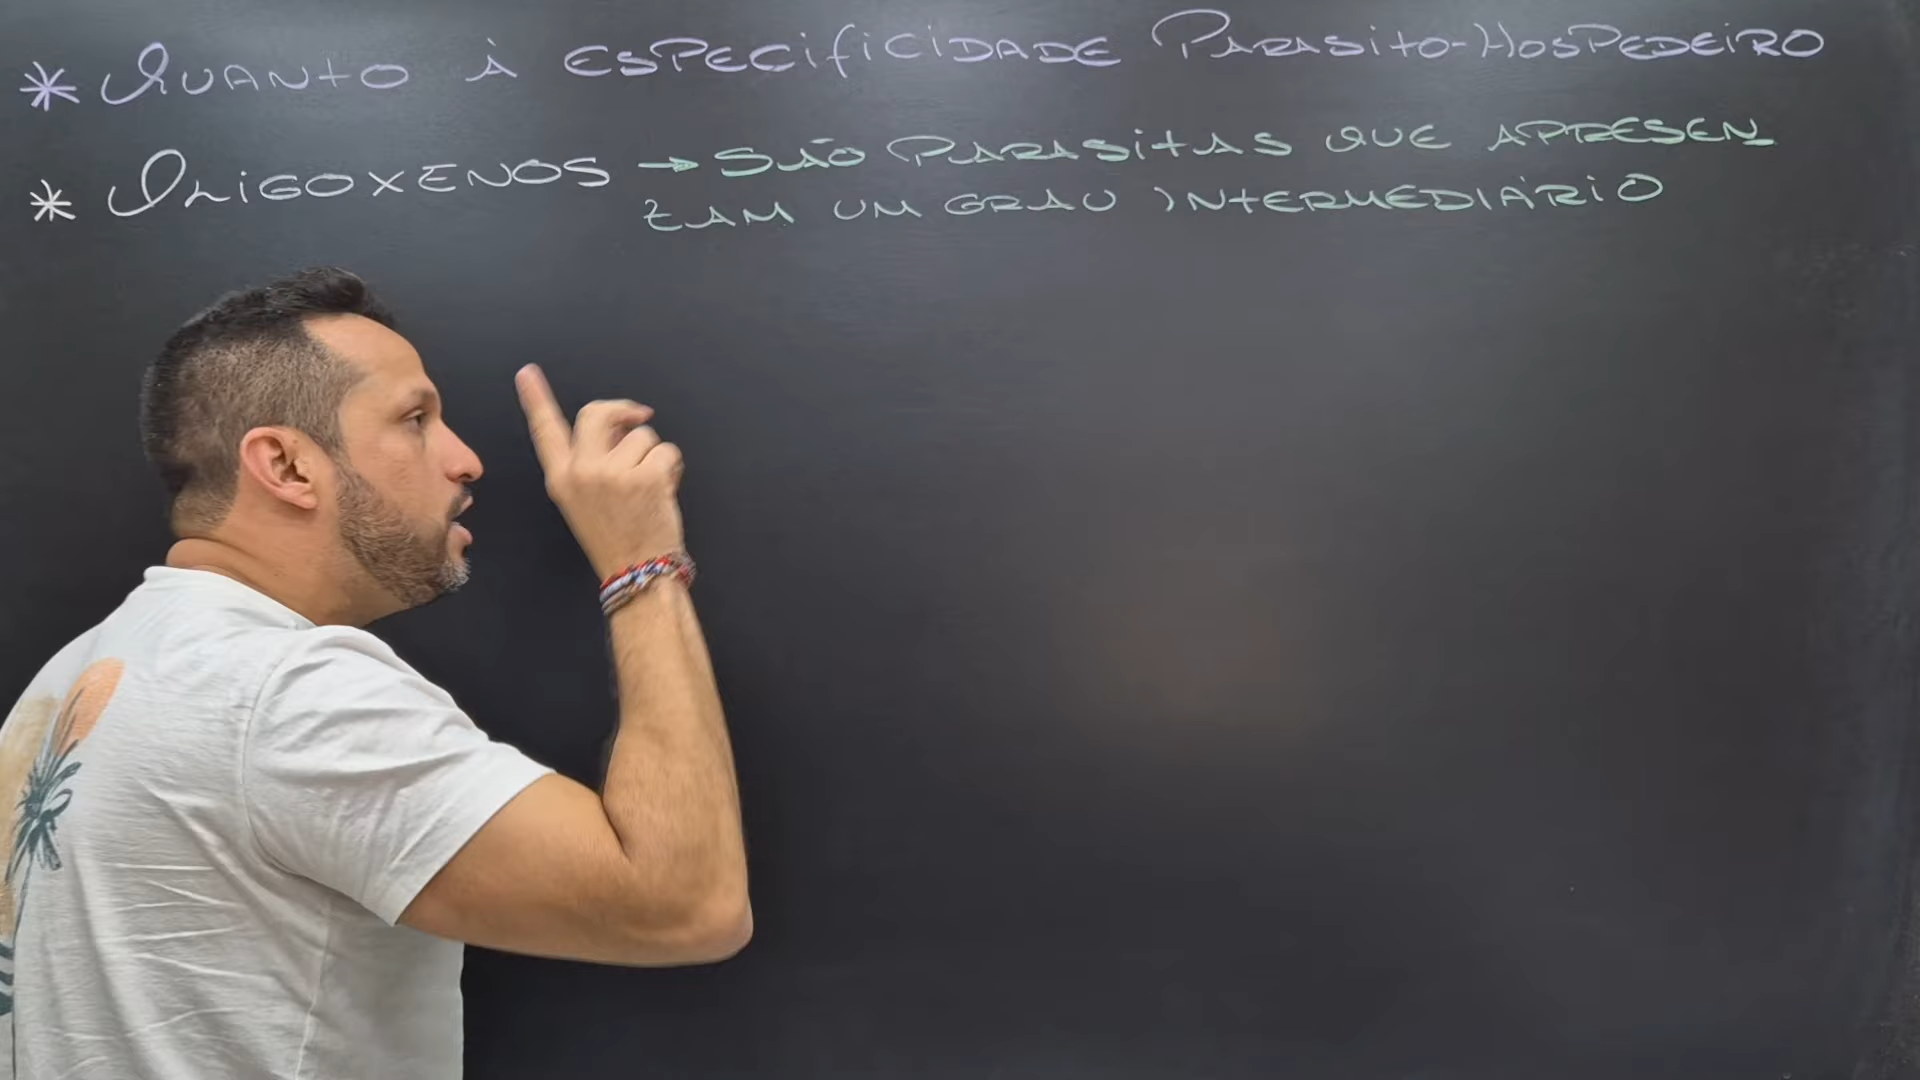 * QUANTO À ESPECIFICIDADE PARASITO-HOSPEDEIRO
* OLIGOXENOS → SÃO PARASITAS QUE APRESEN
TAM UM GRAU INTERMEDIÁRIO